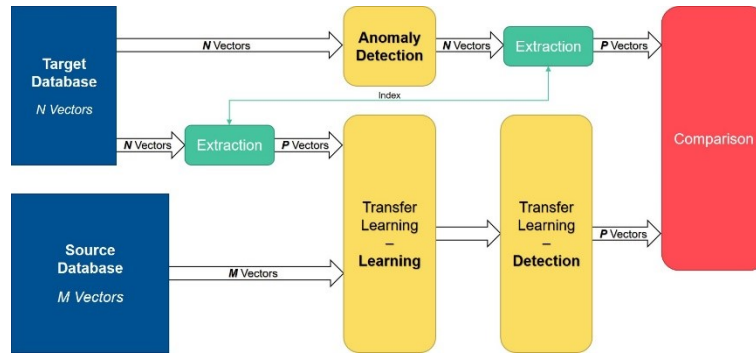 Target
Database
N Vectors
N Vectors
Anomaly
Detection
N Vectors
Extraction
P Vectors
Index
N Vectors
Extraction
P Vectors
Comparison
Source
Database
M Vectors
M Vectors
Transfer
Learning
–
Learning
Transfer
Learning
–
Detection
P Vectors